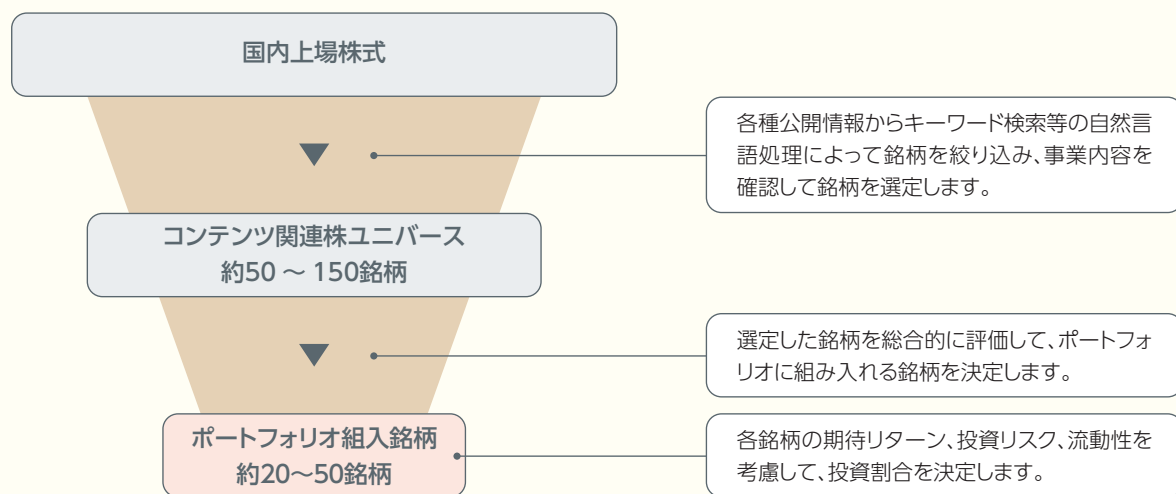 国内上場株式
各種公開情報からキーワード検索等の自然言
語処理によって銘柄を絞り込み、事業内容を
確認して銘柄を選定します。
コンテンツ関連株ユニバース
約50 ～ 150銘柄
選定した銘柄を総合的に評価して、ポートフォ
リオに組み入れる銘柄を決定します。
ポートフォリオ組入銘柄
約20～50銘柄
各銘柄の期待リターン、投資リスク、流動性を
考慮して、投資割合を決定します。